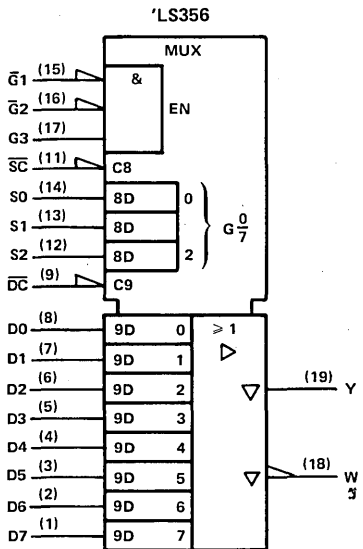 'LS356
MUX
G̅1 (15) & 
G̅2 (16) EN
G3 (17)
S̅C̅ (11) C8
S0 (14) 8D 0
S1 (13) 8D G 0/7
S2 (12) 8D 2
D̅C̅ (9) C9
D0 (8) 9D 0 ≥ 1
D1 (7) 9D 1
D2 (6) 9D 2 (19) Y
D3 (5) 9D 3
D4 (4) 9D 4
D5 (3) 9D 5 (18) W
D6 (2) 9D 6
D7 (1) 9D 7